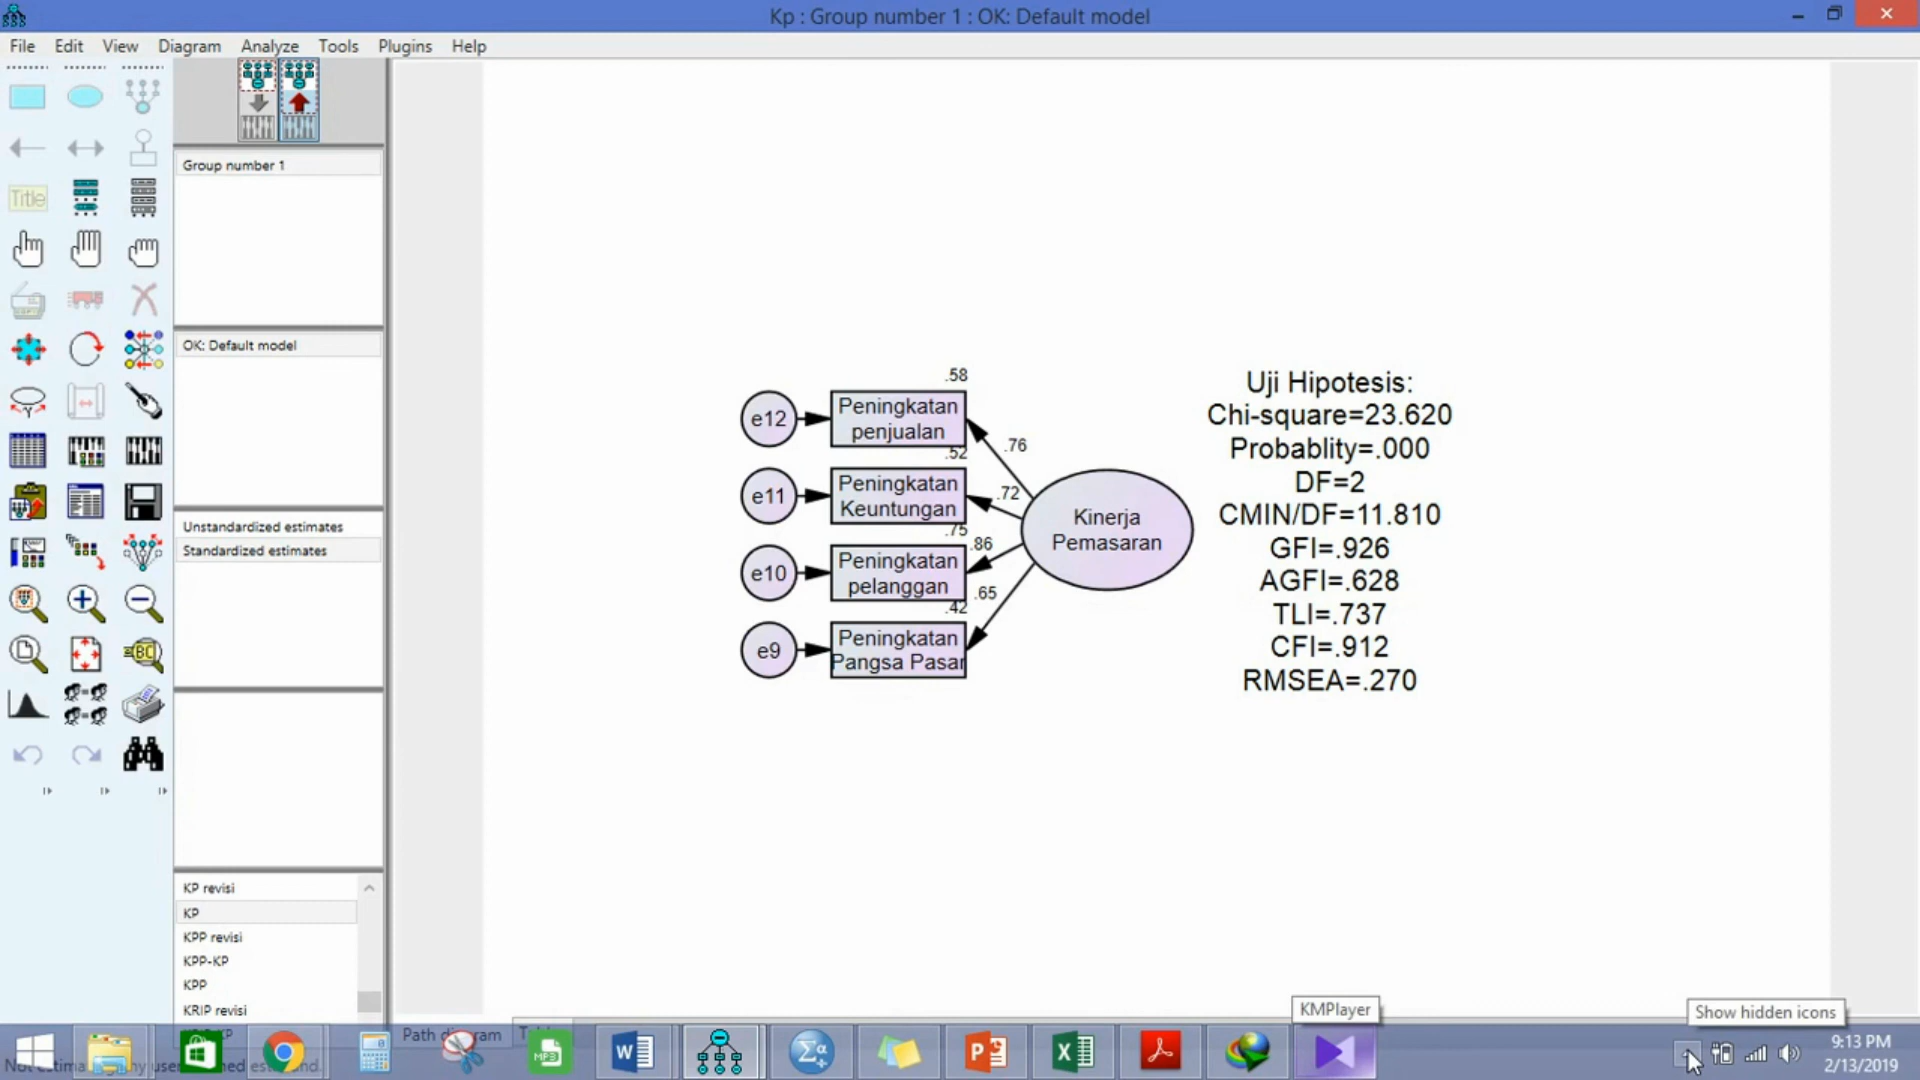 Kp : Group number 1 : OK: Default model
File Edit View Diagram Analyze Tools Plugins Help
Title
Group number 1
OK: Default model
Unstandardized estimates
Standardized estimates
KP revisi
KP
KPP revisi
KPP-KP
KPP
KRIP revisi
Path diagram
.58
e12
Peningkatan
penjualan
.76
.52
e11
Peningkatan
Keuntungan
.72
.75
e10
Peningkatan
pelanggan
.86
.42
e9
Peningkatan
Pangsa Pasar
.65
Kinerja
Pemasaran
Uji Hipotesis:
Chi-square=23.620
Probablity=.000
DF=2
CMIN/DF=11.810
GFI=.926
AGFI=.628
TLI=.737
CFI=.912
RMSEA=.270
KMPlayer
Show hidden icons
MP3
9:13 PM
2/13/2019